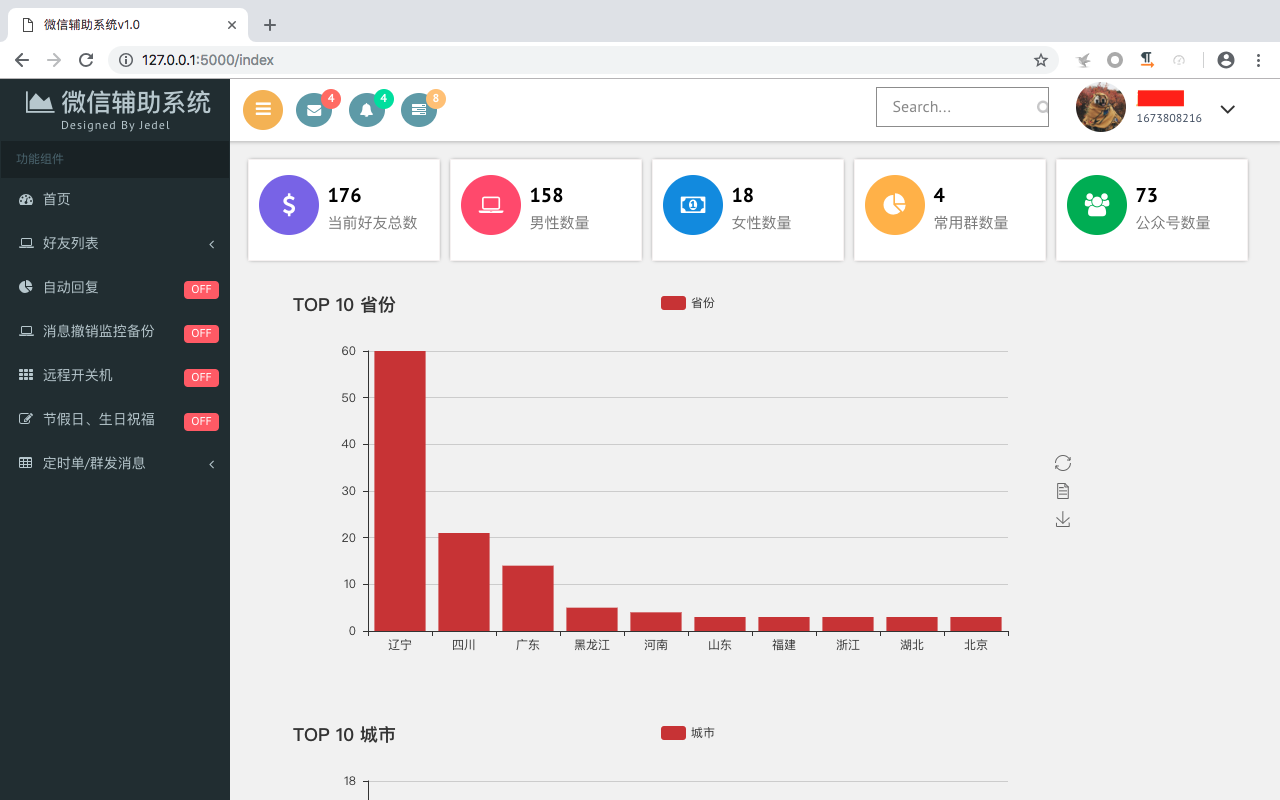 微信辅助系统v1.0
127.0.0.1:5000/index
微信辅助系统
Designed By Jedel
4
4
8
Search...
1673808216
功能组件
首页
好友列表
自动回复 OFF
消息撤销监控备份 OFF
远程开关机 OFF
节假日、生日祝福 OFF
定时单/群发消息
176
当前好友总数
158
男性数量
18
女性数量
4
常用群数量
73
公众号数量
TOP 10 省份
省份
60
50
40
30
20
10
0
辽宁 四川 广东 黑龙江 河南 山东 福建 浙江 湖北 北京
TOP 10 城市
城市
18